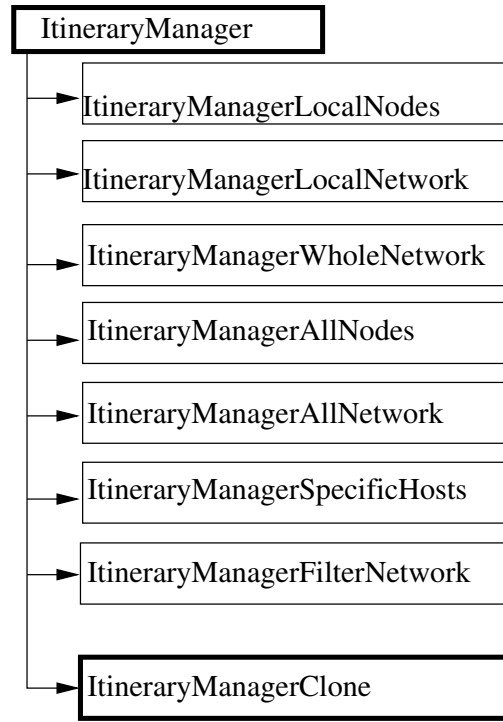 ItineraryManager
ItineraryManagerLocalNodes
ItineraryManagerLocalNetwork
ItineraryManagerWholeNetwork
ItineraryManagerAllNodes
ItineraryManagerAllNetwork
ItineraryManagerSpecificHosts
ItineraryManagerFilterNetwork
ItineraryManagerClone